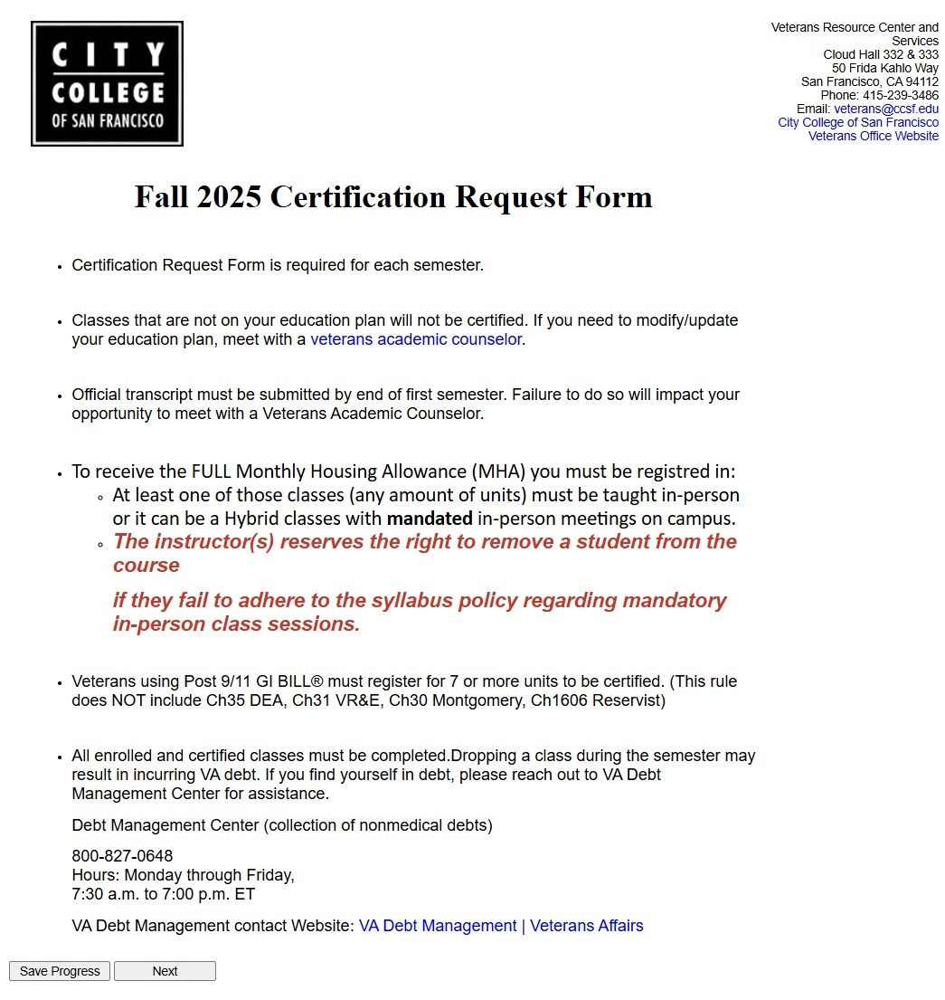 CITY
COLLEGE
OF SAN FRANCISCO
Veterans Resource Center and
Services
Cloud Hall 332 & 333
50 Frida Kahlo Way
San Francisco, CA 94112
Phone: 415-239-3486
Email: veterans@ccsf.edu
City College of San Francisco
Veterans Office Website
Fall 2025 Certification Request Form
• Certification Request Form is required for each semester.
• Classes that are not on your education plan will not be certified. If you need to modify/update
your education plan, meet with a veterans academic counselor.
• Official transcript must be submitted by end of first semester. Failure to do so will impact your
opportunity to meet with a Veterans Academic Counselor.
• To receive the FULL Monthly Housing Allowance (MHA) you must be registred in:
◦ At least one of those classes (any amount of units) must be taught in-person
or it can be a Hybrid classes with mandated in-person meetings on campus.
◦ The instructor(s) reserves the right to remove a student from the
course
if they fail to adhere to the syllabus policy regarding mandatory
in-person class sessions.
• Veterans using Post 9/11 GI BILL® must register for 7 or more units to be certified. (This rule
does NOT include Ch35 DEA, Ch31 VR&E, Ch30 Montgomery, Ch1606 Reservist)
• All enrolled and certified classes must be completed.Dropping a class during the semester may
result in incurring VA debt. If you find yourself in debt, please reach out to VA Debt
Management Center for assistance.
Debt Management Center (collection of nonmedical debts)
800-827-0648
Hours: Monday through Friday,
7:30 a.m. to 7:00 p.m. ET
VA Debt Management contact Website: VA Debt Management | Veterans Affairs
Save Progress Next